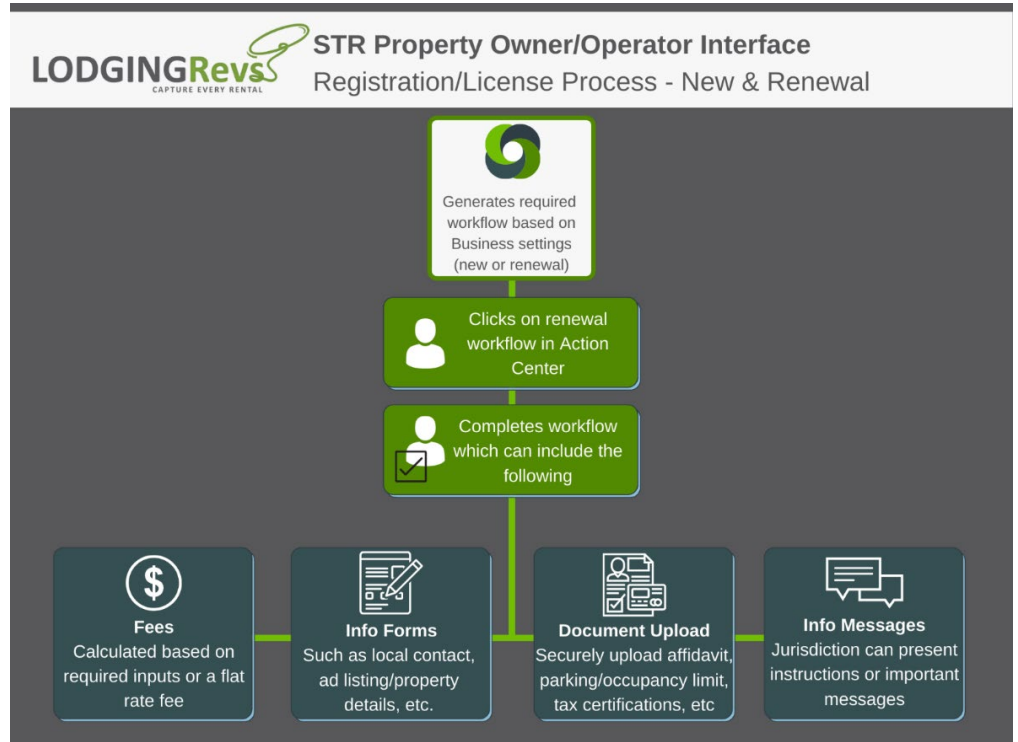 LODGINGRevs
CAPTURE EVERY RENTAL
STR Property Owner/Operator Interface
Registration/License Process - New & Renewal
Generates required
workflow based on
Business settings
(new or renewal)
Clicks on renewal
workflow in Action
Center
Completes workflow
which can include the
following
$
Fees
Calculated based on
required inputs or a flat
rate fee
Info Forms
Such as local contact,
ad listing/property
details, etc.
Document Upload
Securely upload affidavit,
parking/occupancy limit,
tax certifications, etc
Info Messages
Jurisdiction can present
instructions or important
messages